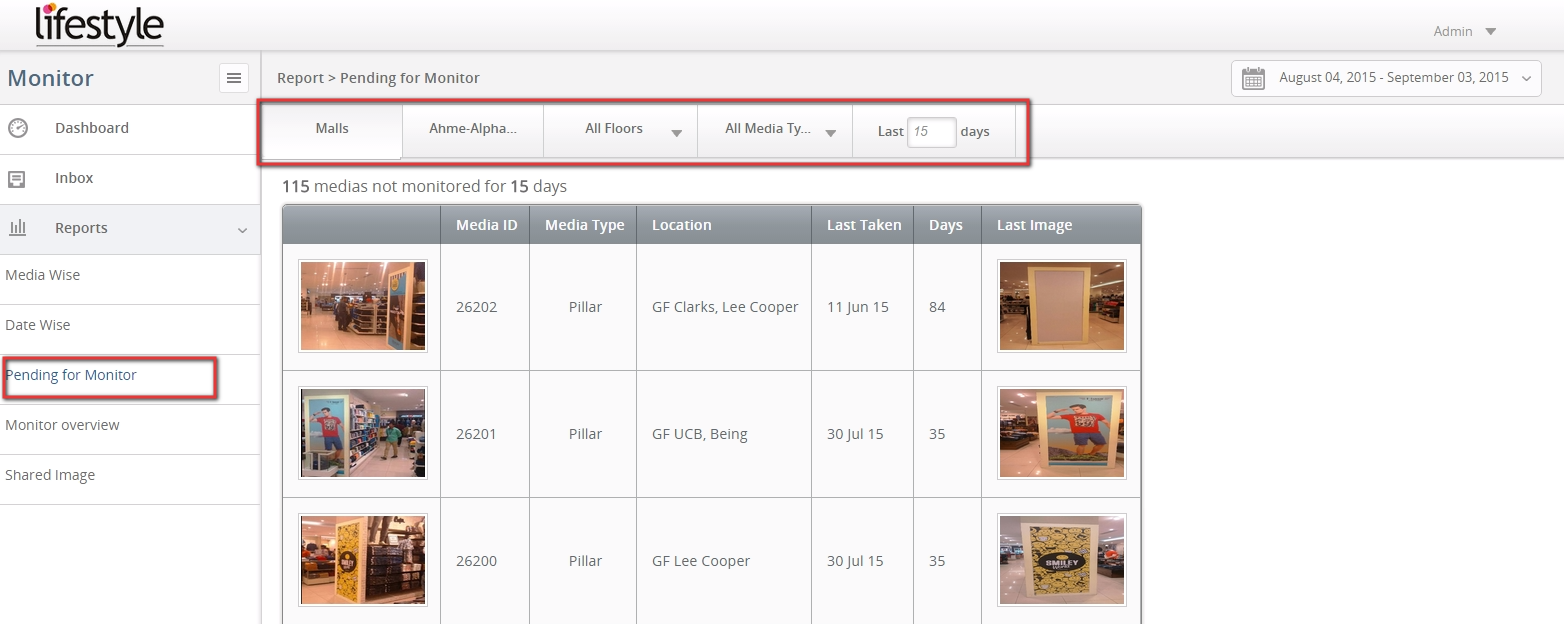 lifestyle
Admin
Monitor
Report > Pending for Monitor
August 04, 2015 - September 03, 2015
Dashboard
Inbox
Reports
Media Wise
Date Wise
Pending for Monitor
Monitor overview
Shared Image
Malls
Ahme-Alpha...
All Floors
All Media Ty...
Last 15 days
115 medias not monitored for 15 days
Media ID Media Type Location Last Taken Days Last Image
26202 Pillar GF Clarks, Lee Cooper 11 Jun 15 84
26201 Pillar GF UCB, Being 30 Jul 15 35
26200 Pillar GF Lee Cooper 30 Jul 15 35
SMILEY